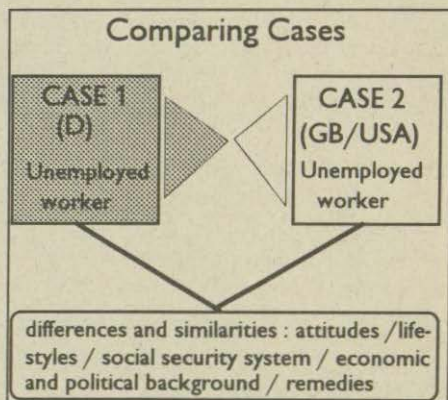 Comparing Cases
CASE 1
(D)
Unemployed
worker
CASE 2
(GB/USA)
Unemployed
worker
differences and similarities : attitudes /life-
styles / social security system / economic
and political background / remedies